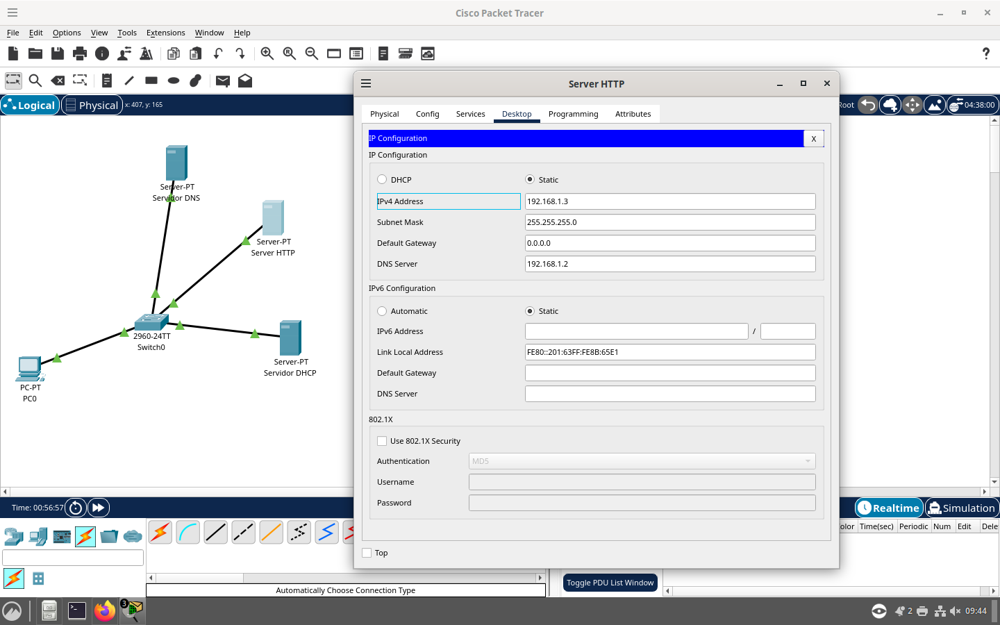 Cisco Packet Tracer
File Edit Options View Tools Extensions Window Help
Logical Physical x: 407, y: 165
Root 04:38:00
Server HTTP
Physical Config Services Desktop Programming Attributes
IP Configuration X
IP Configuration
DHCP Static
IPv4 Address 192.168.1.3
Subnet Mask 255.255.255.0
Default Gateway 0.0.0.0
DNS Server 192.168.1.2
IPv6 Configuration
Automatic Static
IPv6 Address /
Link Local Address FE80::201:63FF:FE8B:65E1
Default Gateway
DNS Server
802.1X
Use 802.1X Security
Authentication MD5
Username
Password
Top
Server-PT
Servidor DNS
Server-PT
Server HTTP
2960-24TT
Switch0
Server-PT
Servidor DHCP
PC-PT
PC0
Time: 00:56:57
Realtime Simulation
olor Time(sec) Periodic Num Edit Dele
Toggle PDU List Window
Automatically Choose Connection Type
3
2 09:44